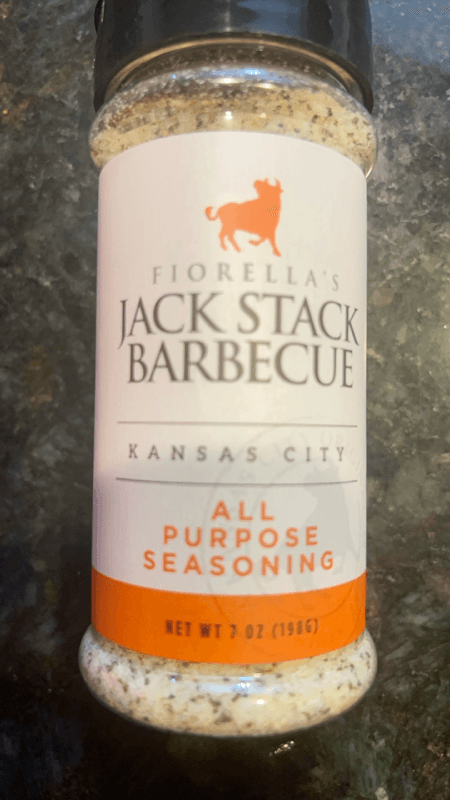 FIORELLA'S
JACK STACK
BARBECUE
KANSAS CITY
ALL
PURPOSE
SEASONING
NET WT 7 OZ (198G)